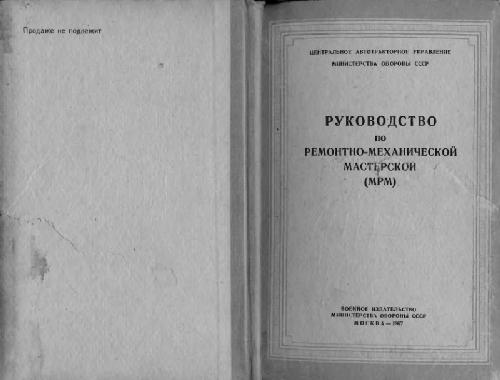 Продаже не подлежит
ЦЕНТРАЛЬНОЕ АВТОТРАКТОРНОЕ УПРАВЛЕНИЕ
МИНИСТЕРСТВА ОБОРОНЫ СССР
РУКОВОДСТВО
ПО
РЕМОНТНО-МЕХАНИЧЕСКОЙ
МАСТЕРСКОЙ
(МРМ)
ВОЕННОЕ ИЗДАТЕЛЬСТВО
МИНИСТЕРСТВА ОБОРОНЫ СССР
МОСКВА — 1967